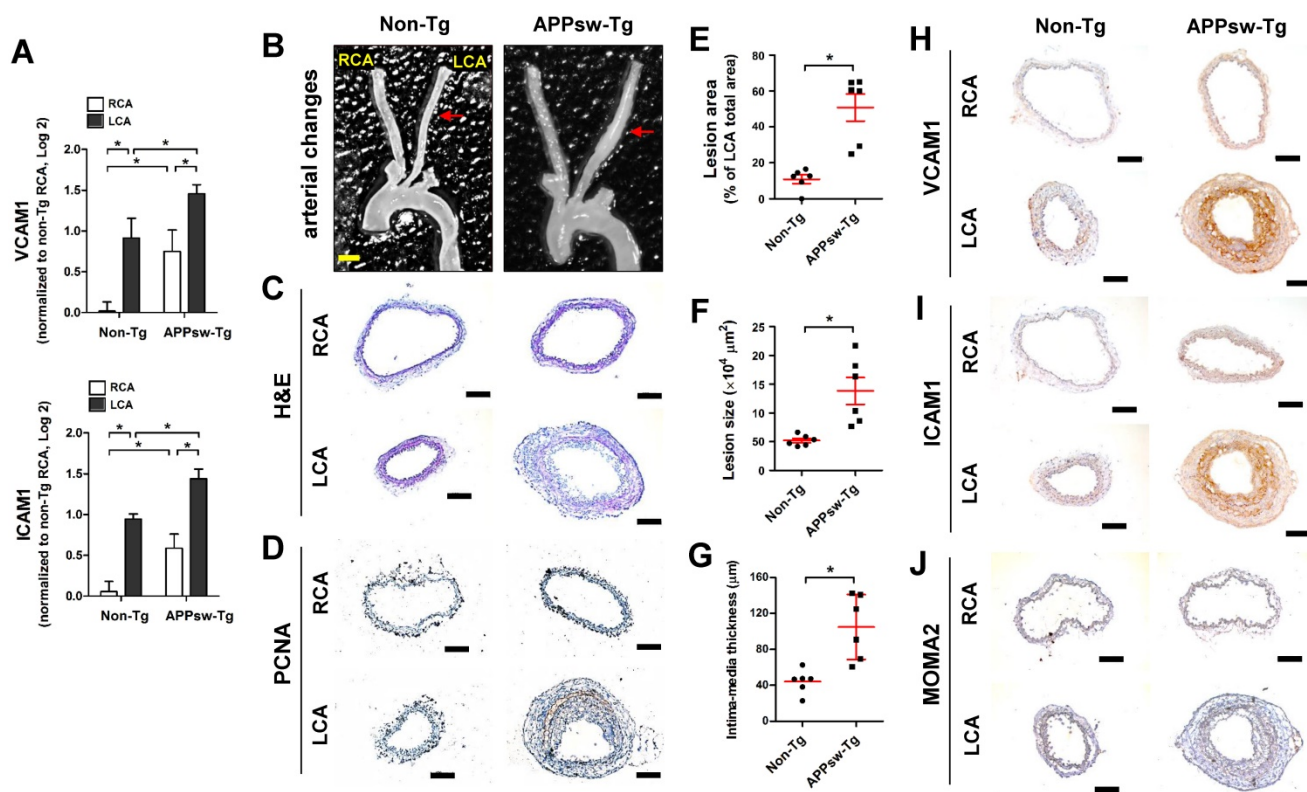 A
RCA
LCA
2.0
1.5
1.0
0.5
0.0
VCAM1
(normalized to non-Tg RCA, Log 2)
*
*
*
*
Non-Tg
APPsw-Tg
RCA
LCA
2.0
1.5
1.0
0.5
0.0
ICAM1
(normalized to non-Tg RCA, Log 2)
*
*
*
*
Non-Tg
APPsw-Tg
Non-Tg
APPsw-Tg
B
RCA
LCA
arterial changes
C
H&E
RCA
LCA
D
PCNA
RCA
LCA
E
Lesion area
(% of LCA total area)
80
60
40
20
0
*
Non-Tg
APPsw-Tg
F
Lesion size (×10⁴ μm²)
25
20
15
10
50
0
*
Non-Tg
APPsw-Tg
G
Intima-media thickness (μm)
160
120
80
40
0
*
Non-Tg
APPsw-Tg
Non-Tg
APPsw-Tg
H
VCAM1
RCA
LCA
I
ICAM1
RCA
LCA
J
MOMA2
RCA
LCA